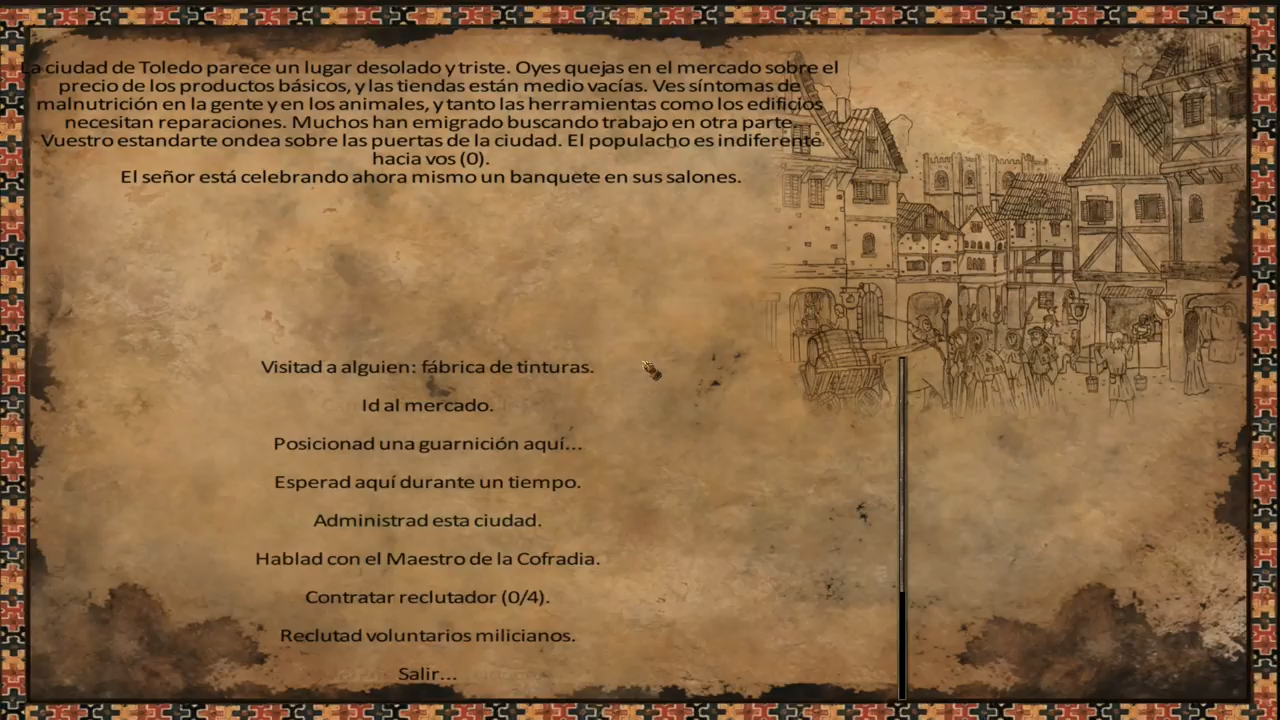 La ciudad de Toledo parece un lugar desolado y triste. Oyes quejas en el mercado sobre el
precio de los productos básicos, y las tiendas están medio vacías. Ves síntomas de
malnutrición en la gente y en los animales, y tanto las herramientas como los edificios
necesitan reparaciones. Muchos han emigrado buscando trabajo en otra parte.
Vuestro estandarte ondea sobre las puertas de la ciudad. El populacho es indiferente
hacia vos (0).
El señor está celebrando ahora mismo un banquete en sus salones.
Visitad a alguien: fábrica de tinturas.
Id al mercado.
Posicionad una guarnición aquí...
Esperad aquí durante un tiempo.
Administrad esta ciudad.
Hablad con el Maestro de la Cofradia.
Contratar reclutador (0/4).
Reclutad voluntarios milicianos.
Salir...